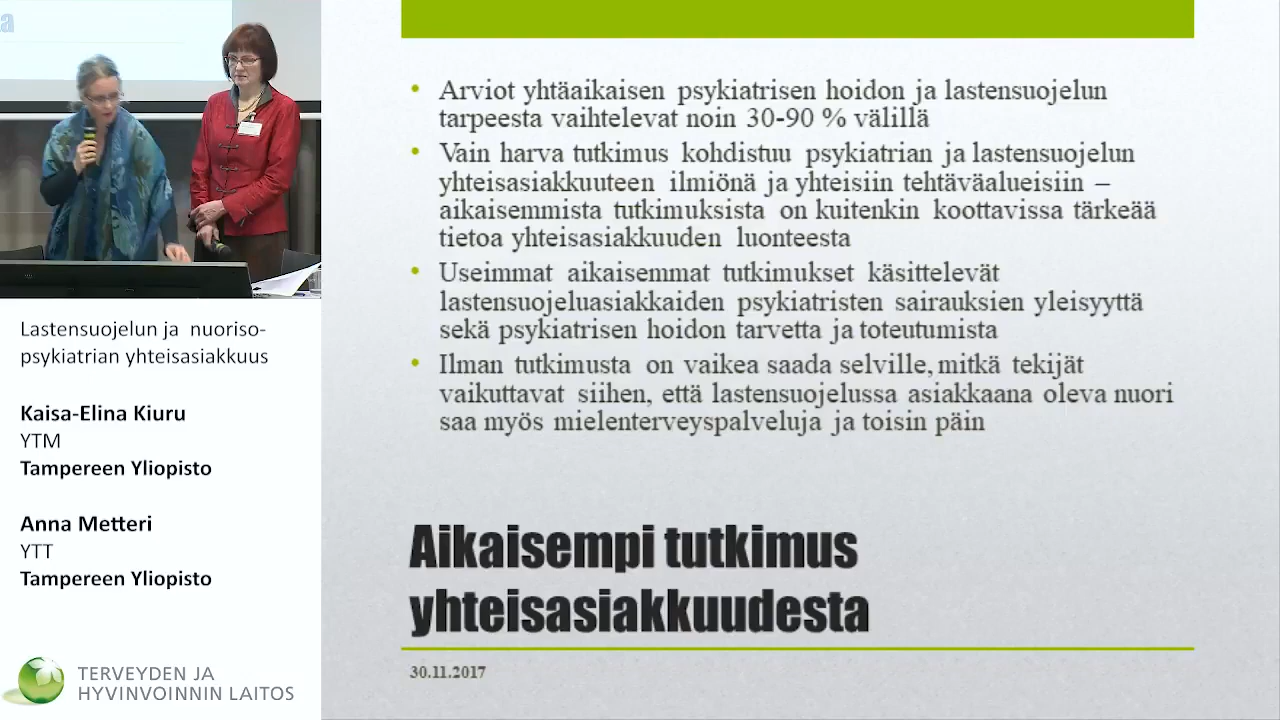 a
Lastensuojelun ja nuoriso-
psykiatrian yhteisasiakkuus
Kaisa-Elina Kiuru
YTM
Tampereen Yliopisto
Anna Metteri
YTT
Tampereen Yliopisto
TERVEYDEN JA
HYVINVOINNIN LAITOS
• Arviot yhtäaikaisen psykiatrisen hoidon ja lastensuojelun
tarpeesta vaihtelevat noin 30-90 % välillä
• Vain harva tutkimus kohdistuu psykiatrian ja lastensuojelun
yhteisasiakkuuteen ilmiönä ja yhteisiin tehtäväalueisiin –
aikaisemmista tutkimuksista on kuitenkin koottavissa tärkeää
tietoa yhteisasiakkuuden luonteesta
• Useimmat aikaisemmat tutkimukset käsittelevät
lastensuojeluasiakkaiden psykiatristen sairauksien yleisyyttä
sekä psykiatrisen hoidon tarvetta ja toteutumista
• Ilman tutkimusta on vaikea saada selville, mitkä tekijät
vaikuttavat siihen, että lastensuojelussa asiakkaana oleva nuori
saa myös mielenterveyspalveluja ja toisin päin
Aikaisempi tutkimus
yhteisasiakkuudesta
30.11.2017